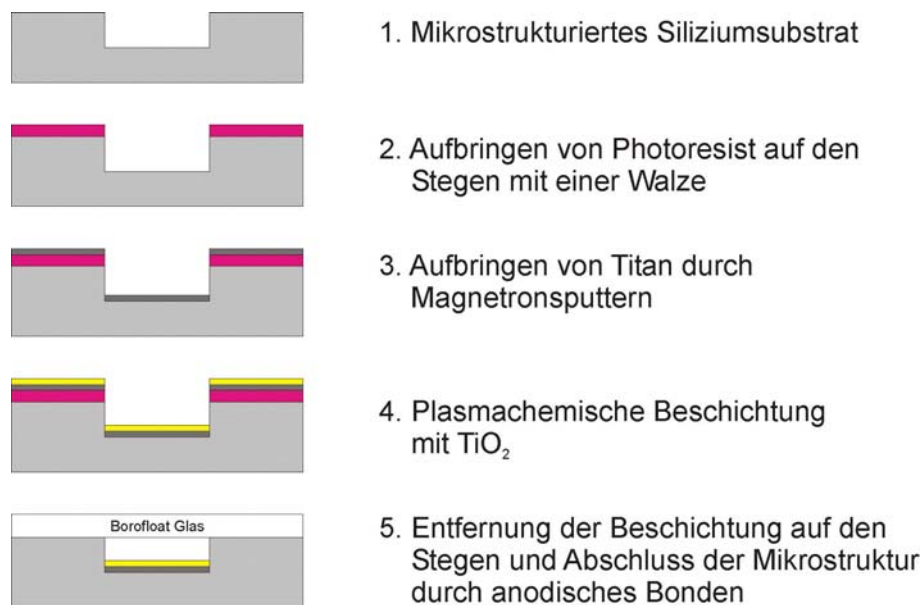 1. Mikrostrukturiertes Siliziumsubstrat
2. Aufbringen von Photoresist auf den
Stegen mit einer Walze
3. Aufbringen von Titan durch
Magnetronsputtern
4. Plasmachemische Beschichtung
mit TiO₂
Borofloat Glas
5. Entfernung der Beschichtung auf den
Stegen und Abschluss der Mikrostruktur
durch anodisches Bonden